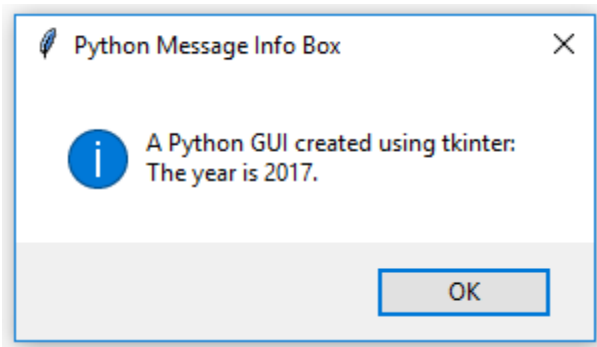 Python Message Info Box
A Python GUI created using tkinter:
The year is 2017.
OK